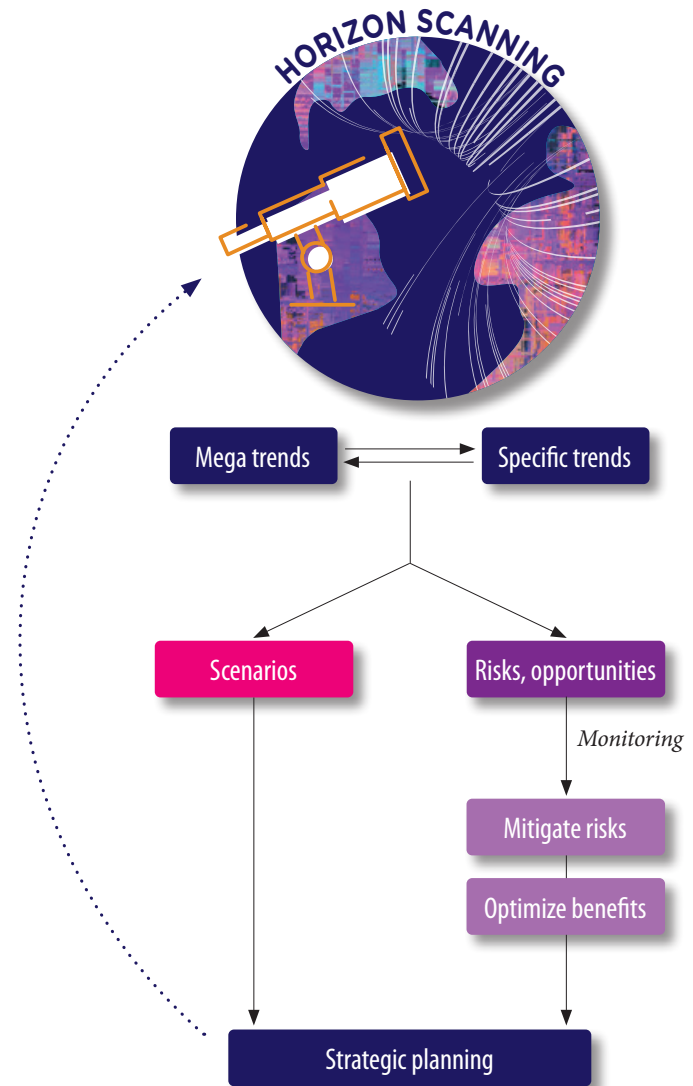 HORIZON SCANNING
Mega trends
Specific trends
Scenarios
Risks, opportunities
Monitoring
Mitigate risks
Optimize benefits
Strategic planning